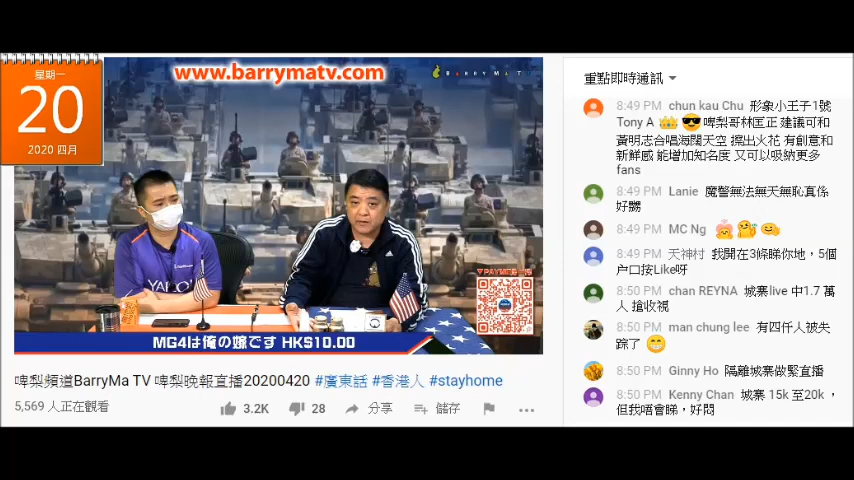 星期一
20
2020 四月
www.barrymatv.com
BARRYMATV
YAHOO
▼PAYME啤一啤
MG4は俺の嫁です HK$10.00
啤梨頻道BarryMa TV 啤梨晚報直播20200420 #廣東話 #香港人 #stayhome
5,569 人正在觀看
3.2K
28
分享
儲存
重點即時通訊
8:49 PM chun kau Chu 形象小王子1號
Tony A 👑 😎 啤梨哥林匡正 建議可和
黃明志合唱海闊天空 擦出火花 有創意和
新鮮感 能增加知名度 又可以吸納更多
fans
8:49 PM Lanie 魔警無法無天無恥真係
好嬲
8:49 PM MC Ng
8:49 PM 天神村 我開在3條睇你地，5個
户口按Like呀
8:50 PM chan REYNA 城寨live 中1.7 萬
人 搶收視
8:50 PM man chung lee 有四仟人被失
踪了 😁
8:50 PM Ginny Ho 隔離城寨做緊直播
8:50 PM Kenny Chan 城寨 15k 至20k ，
但我唔會睇，好悶